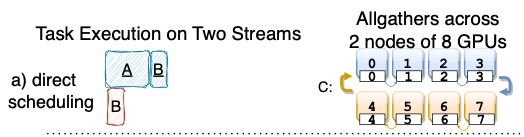 Task Execution on Two Streams
a) direct
scheduling
A B
B
Allgathers across
2 nodes of 8 GPUs
C:
0 1 2 3
0 1 2 3
4 5 6 7
4 5 6 7